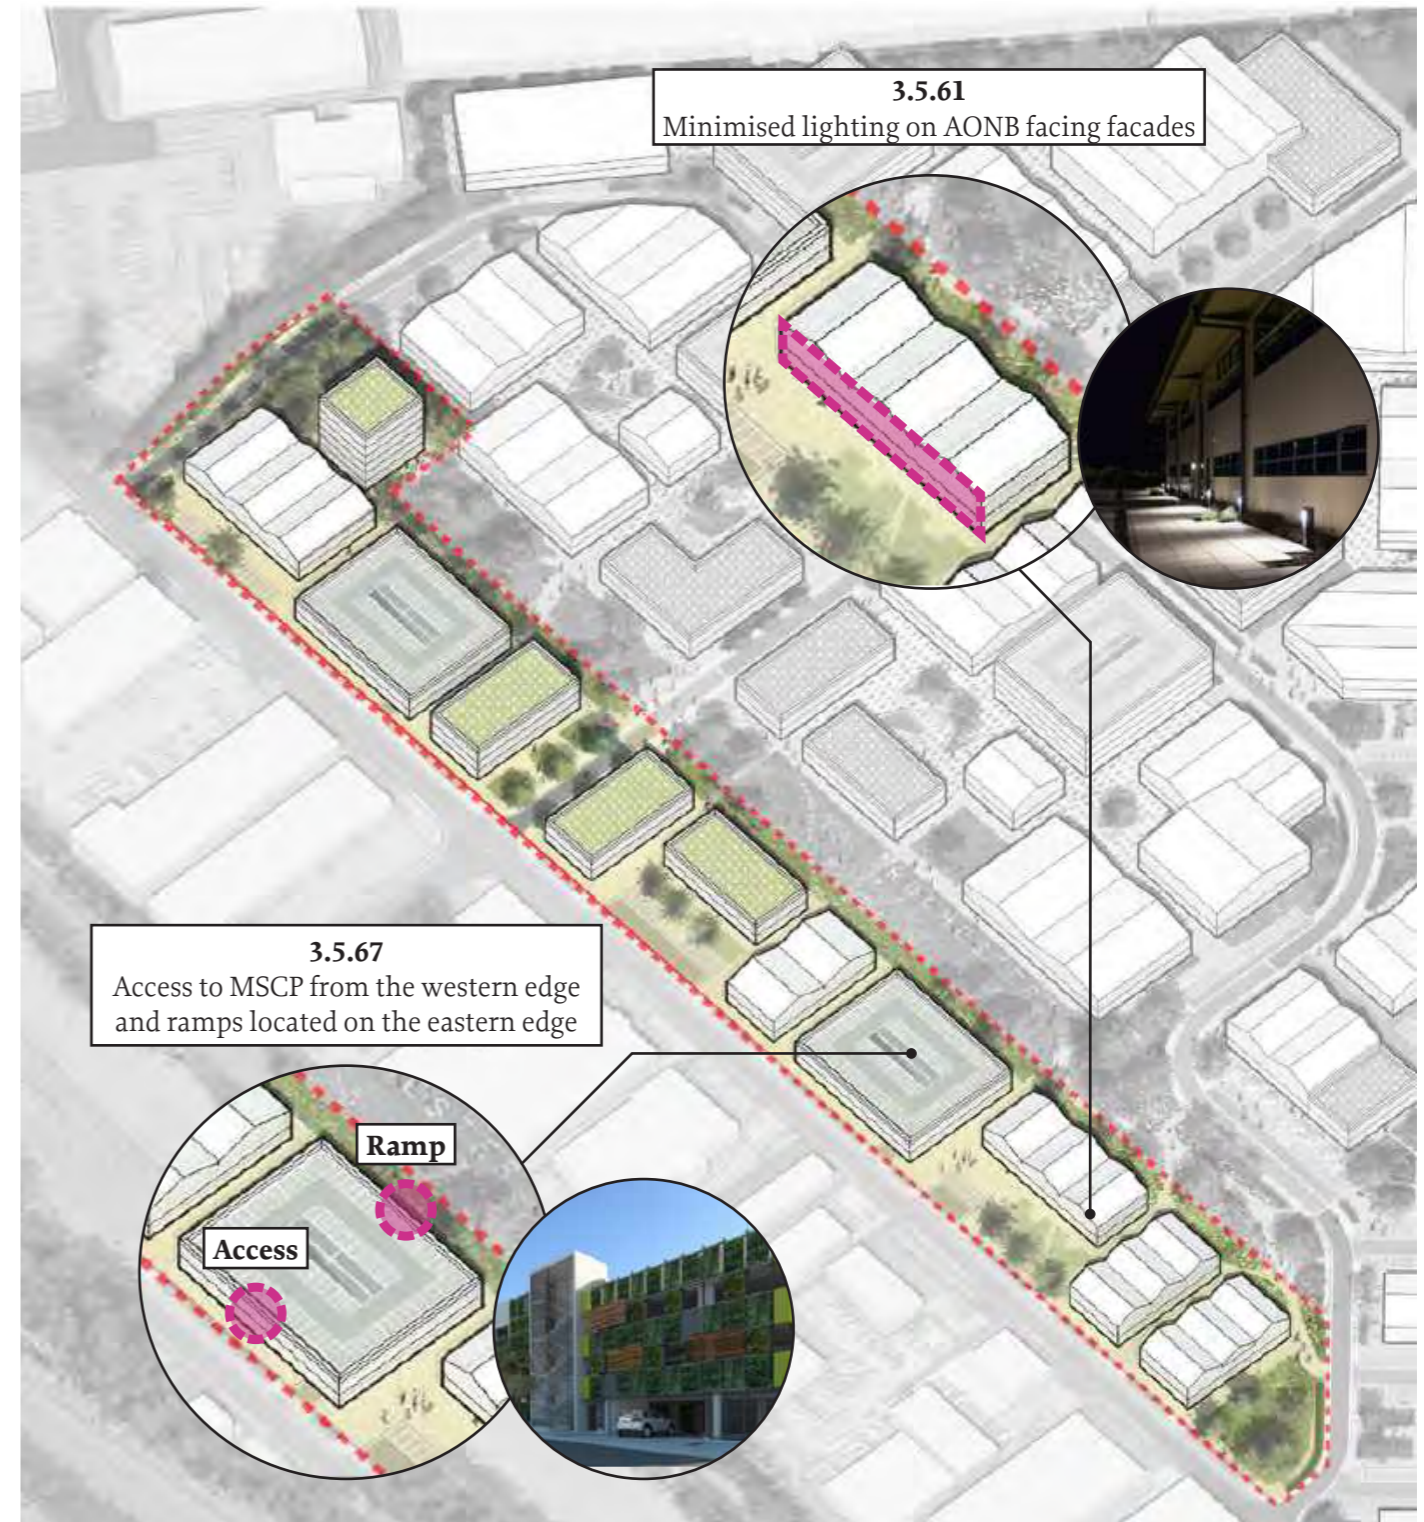 3.5.61
Minimised lighting on AONB facing facades
3.5.67
Access to MSCP from the western edge
and ramps located on the eastern edge
Ramp
Access